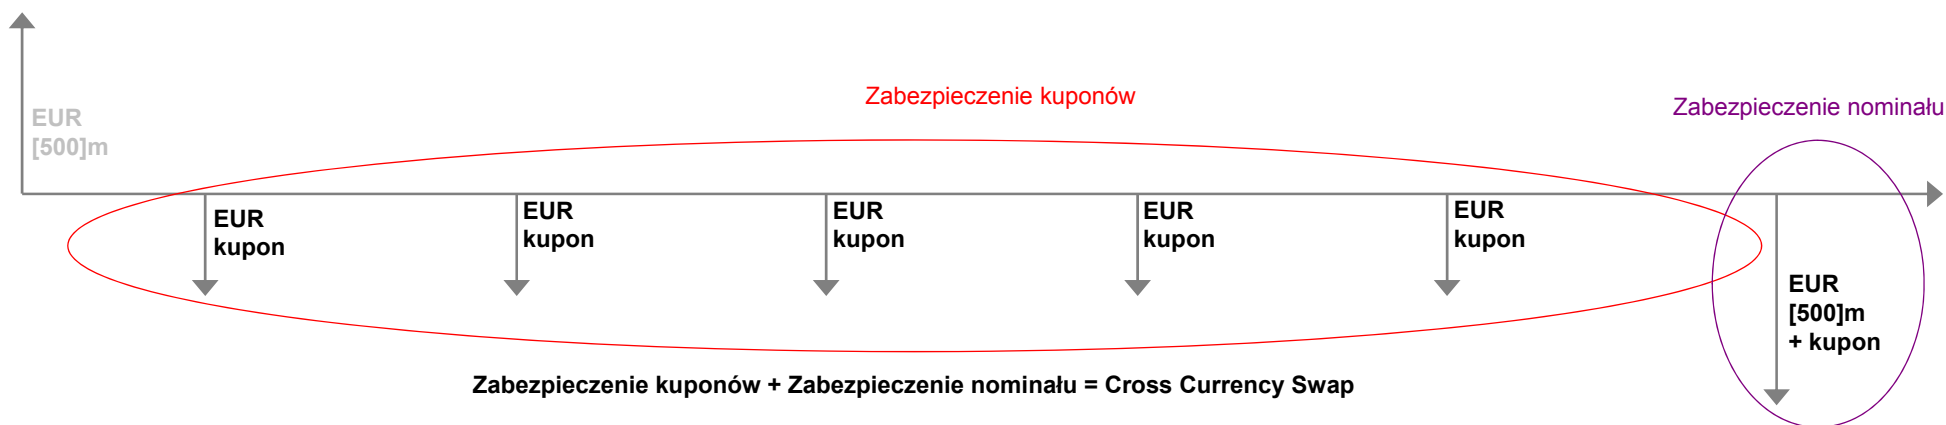 Zabezpieczenie kuponów
Zabezpieczenie nominału
EUR
[500]m
EUR
kupon
EUR
kupon
EUR
kupon
EUR
kupon
EUR
kupon
EUR
[500]m
+ kupon
Zabezpieczenie kuponów + Zabezpieczenie nominału = Cross Currency Swap